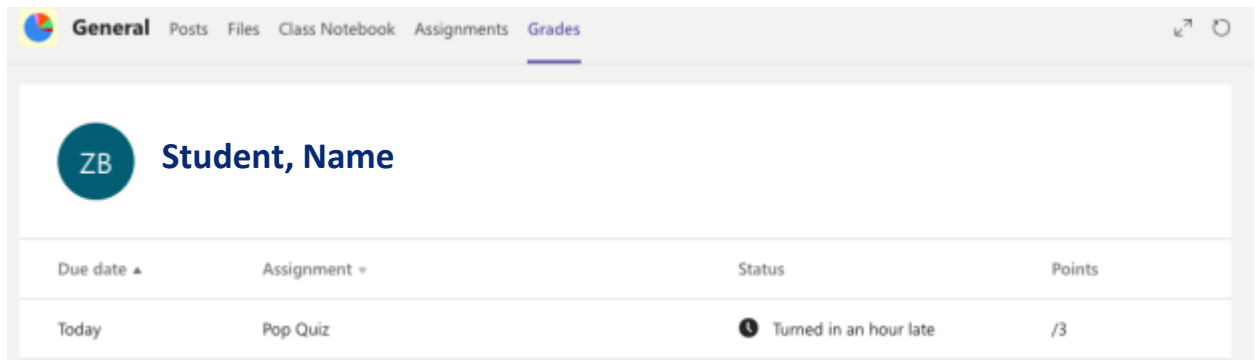 General Posts Files Class Notebook Assignments Grades
ZB Student, Name
Due date Assignment Status Points
Today Pop Quiz Turned in an hour late /3